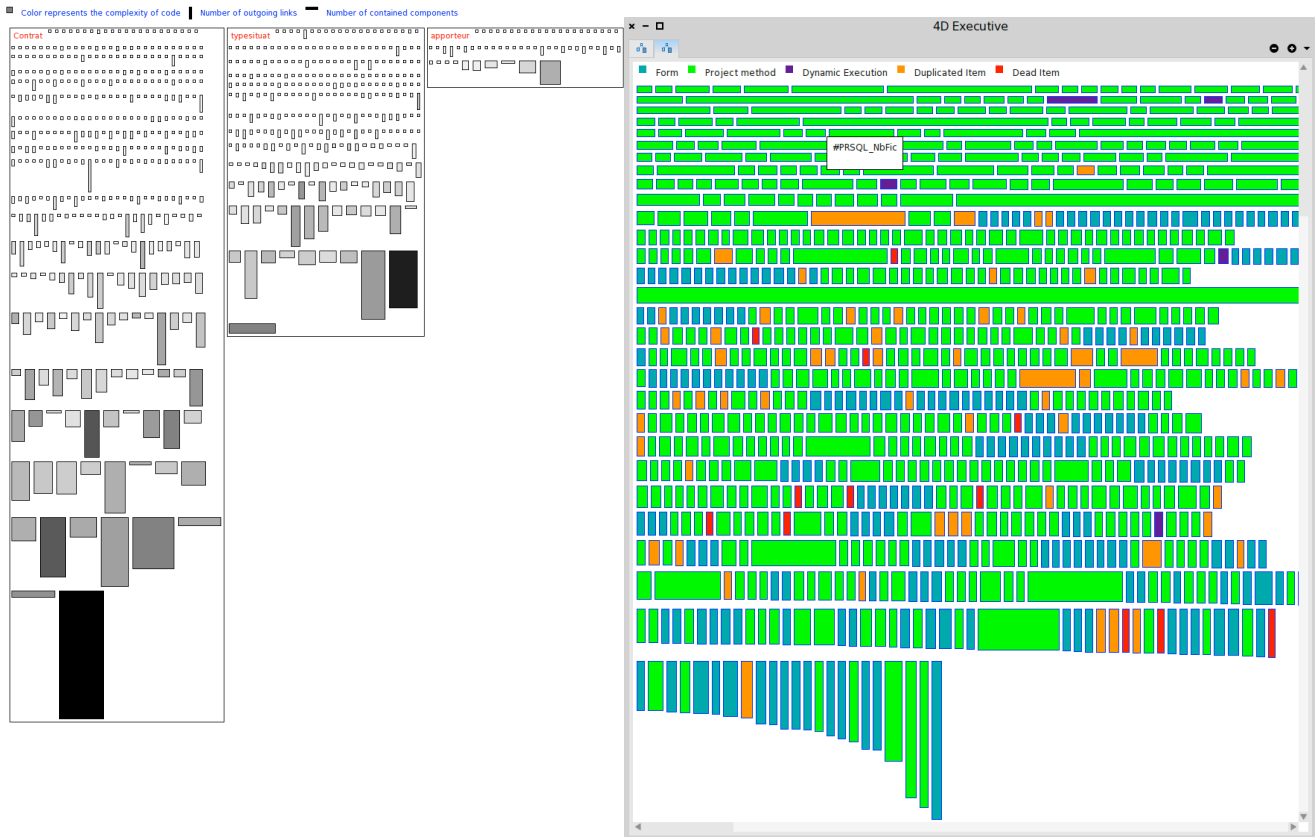 Color represents the complexity of code Number of outgoing links Number of contained components
Contrat
typesituat
apporteur
4D Executive
Form Project method Dynamic Execution Duplicated Item Dead Item
#PRSQL_NbFic